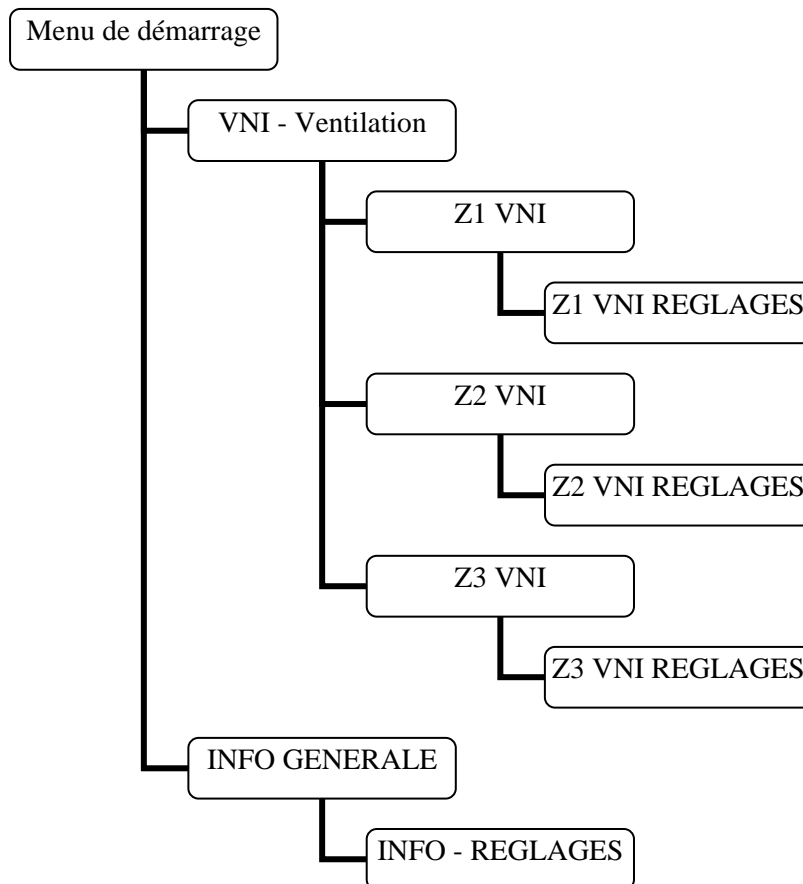 Menu de démarrage
VNI - Ventilation
Z1 VNI
Z1 VNI REGLAGES
Z2 VNI
Z2 VNI REGLAGES
Z3 VNI
Z3 VNI REGLAGES
INFO GENERALE
INFO - REGLAGES